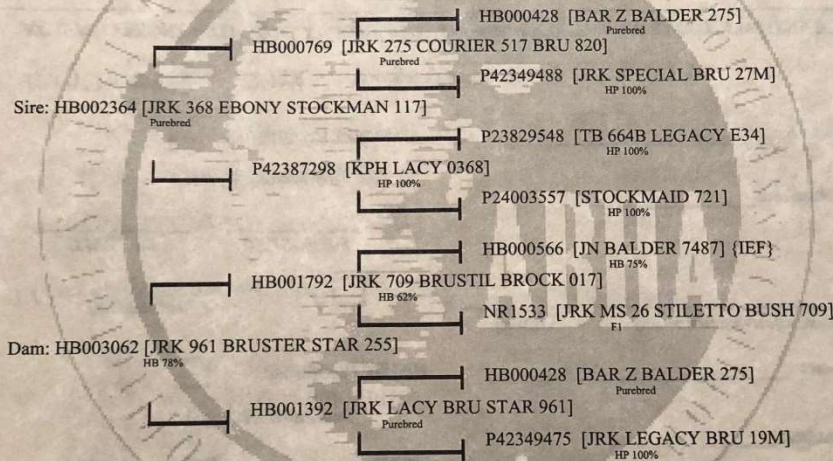 HB000428 [BAR Z BALDER 275]
Purebred
HB000769 [JRK 275 COURIER 517 BRU 820]
Purebred
P42349488 [JRK SPECIAL BRU 27M]
HP 100%
Sire: HB002364 [JRK 368 EBONY STOCKMAN 117]
Purebred
P23829548 [TB 664B LEGACY E34]
HP 100%
P42387298 [KPH LACY 0368]
HP 100%
P24003557 [STOCKMAID 721]
HP 100%
HB000566 [JN BALDER 7487] {IEF}
HB 75%
HB001792 [JRK 709 BRUSTIL BROCK 017]
HB 62%
NR1533 [JRK MS 26 STILETTO BUSH 709]
F1
Dam: HB003062 [JRK 961 BRUSTER STAR 255]
HB 78%
HB000428 [BAR Z BALDER 275]
Purebred
HB001392 [JRK LACY BRU STAR 961]
Purebred
P42349475 [JRK LEGACY BRU 19M]
HP 100%